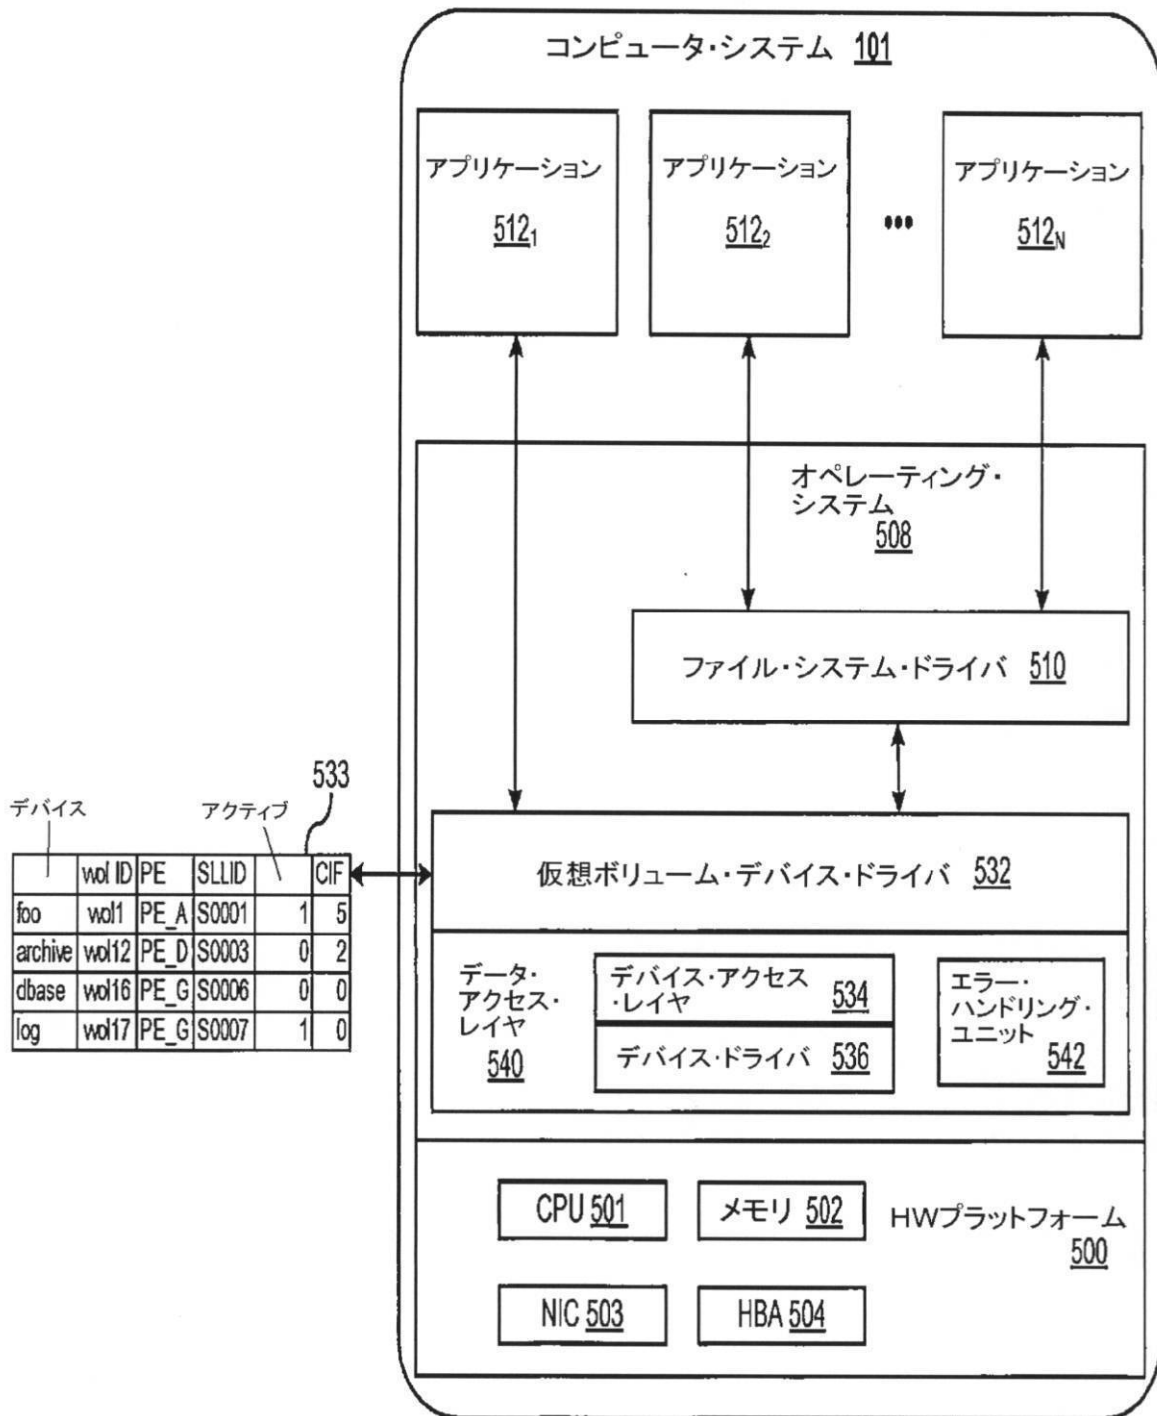 コンピュータ・システム 101
アプリケーション
512₁
アプリケーション
512₂
•••
アプリケーション
512N
オペレーティング・
システム
508
ファイル・システム・ドライバ 510
533
デバイス
アクティブ
wol ID PE SLLID CIF
foo wol1 PE_A S0001 1 5
archive wol12 PE_D S0003 0 2
dbase wol16 PE_G S0006 0 0
log wol17 PE_G S0007 1 0
仮想ボリューム・デバイス・ドライバ 532
データ・
アクセス・
レイヤ
540
デバイス・アクセス
・レイヤ 534
デバイス・ドライバ 536
エラー・
ハンドリング・
ユニット
542
CPU 501
メモリ 502
HWプラットフォーム
500
NIC 503
HBA 504